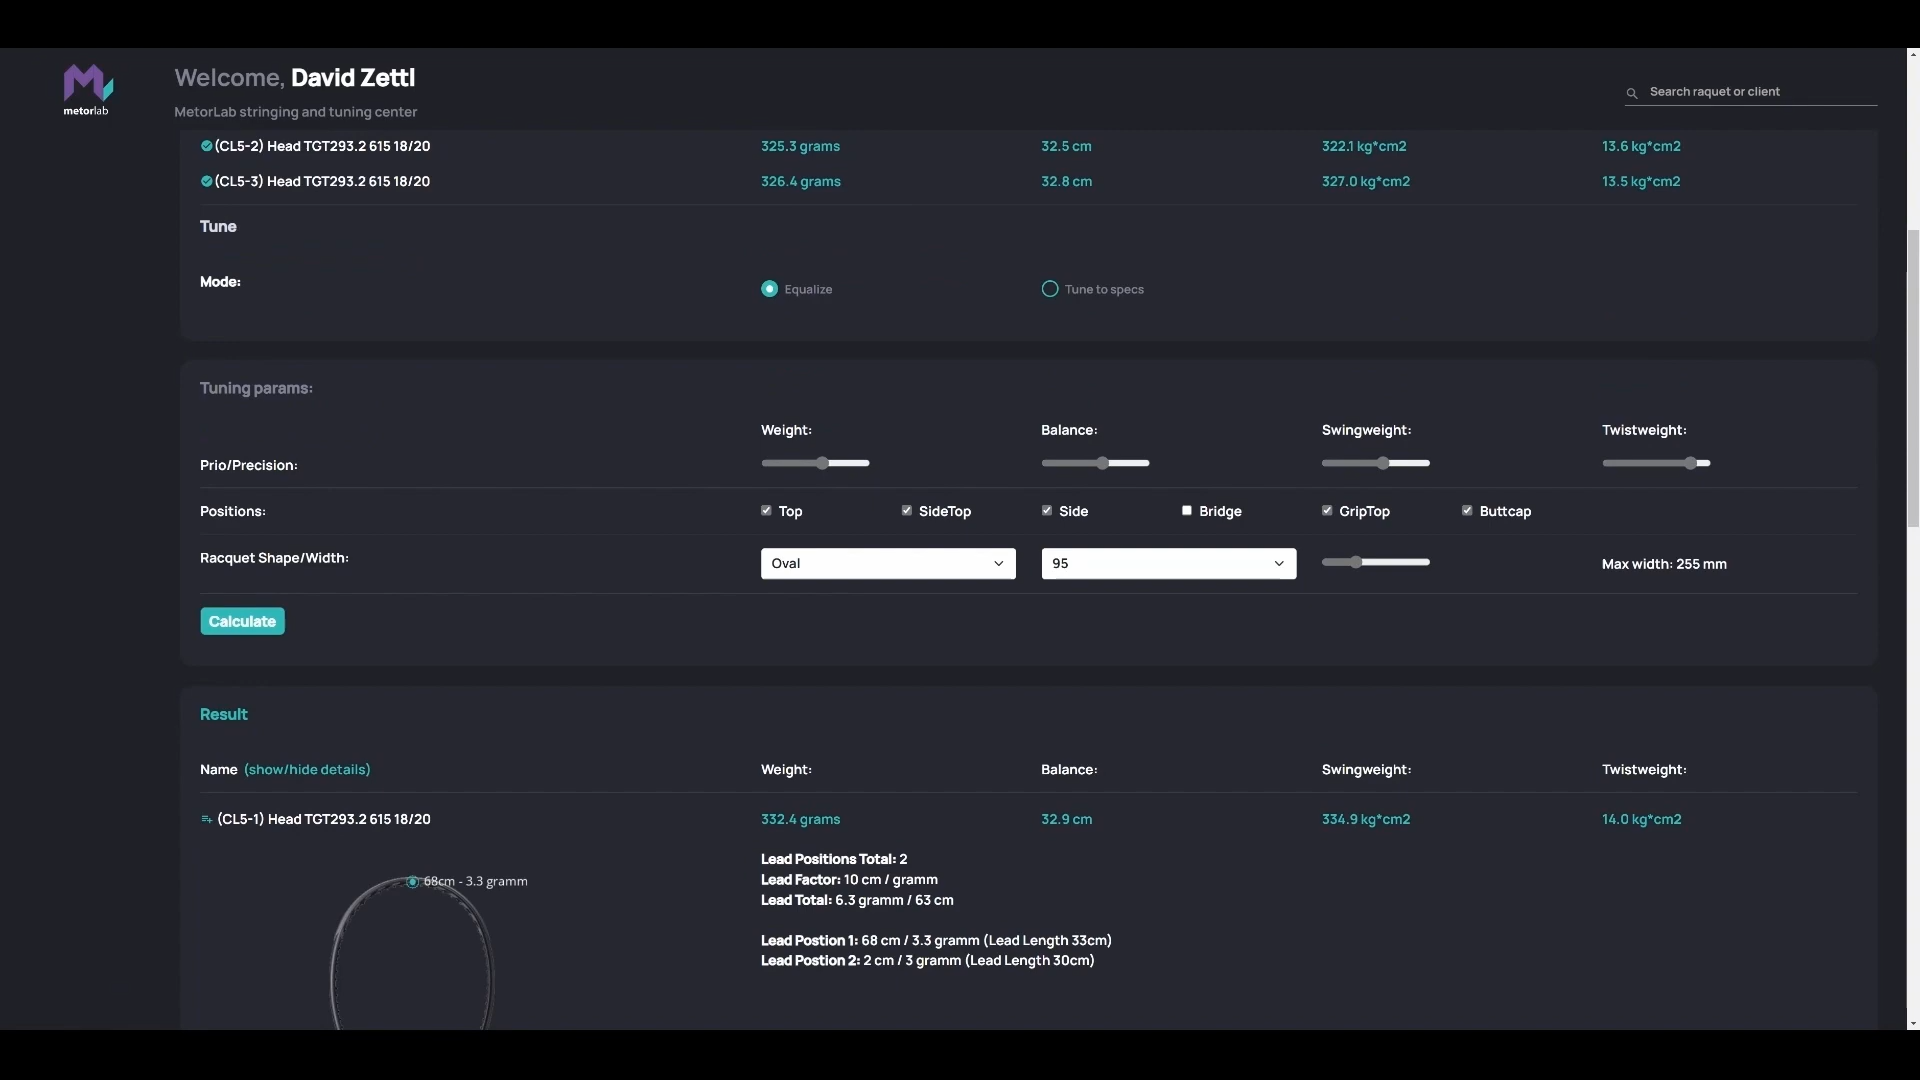 metorlab
Welcome, David Zettl
MetorLab stringing and tuning center
Search raquet or client
(CL5-2) Head TGT293.2 615 18/20 325.3 grams 32.5 cm 322.1 kg*cm2 13.6 kg*cm2
(CL5-3) Head TGT293.2 615 18/20 326.4 grams 32.8 cm 327.0 kg*cm2 13.5 kg*cm2
Tune
Mode: Equalize Tune to specs
Tuning params:
Weight: Balance: Swingweight: Twistweight:
Prio/Precision:
Positions: Top SideTop Side Bridge GripTop Buttcap
Racquet Shape/Width: Oval 95 Max width: 255 mm
Calculate
Result
Name (show/hide details) Weight: Balance: Swingweight: Twistweight:
(CL5-1) Head TGT293.2 615 18/20 332.4 grams 32.9 cm 334.9 kg*cm2 14.0 kg*cm2
68cm - 3.3 gramm
Lead Positions Total: 2
Lead Factor: 10 cm / gramm
Lead Total: 6.3 gramm / 63 cm
Lead Postion 1: 68 cm / 3.3 gramm (Lead Length 33cm)
Lead Postion 2: 2 cm / 3 gramm (Lead Length 30cm)